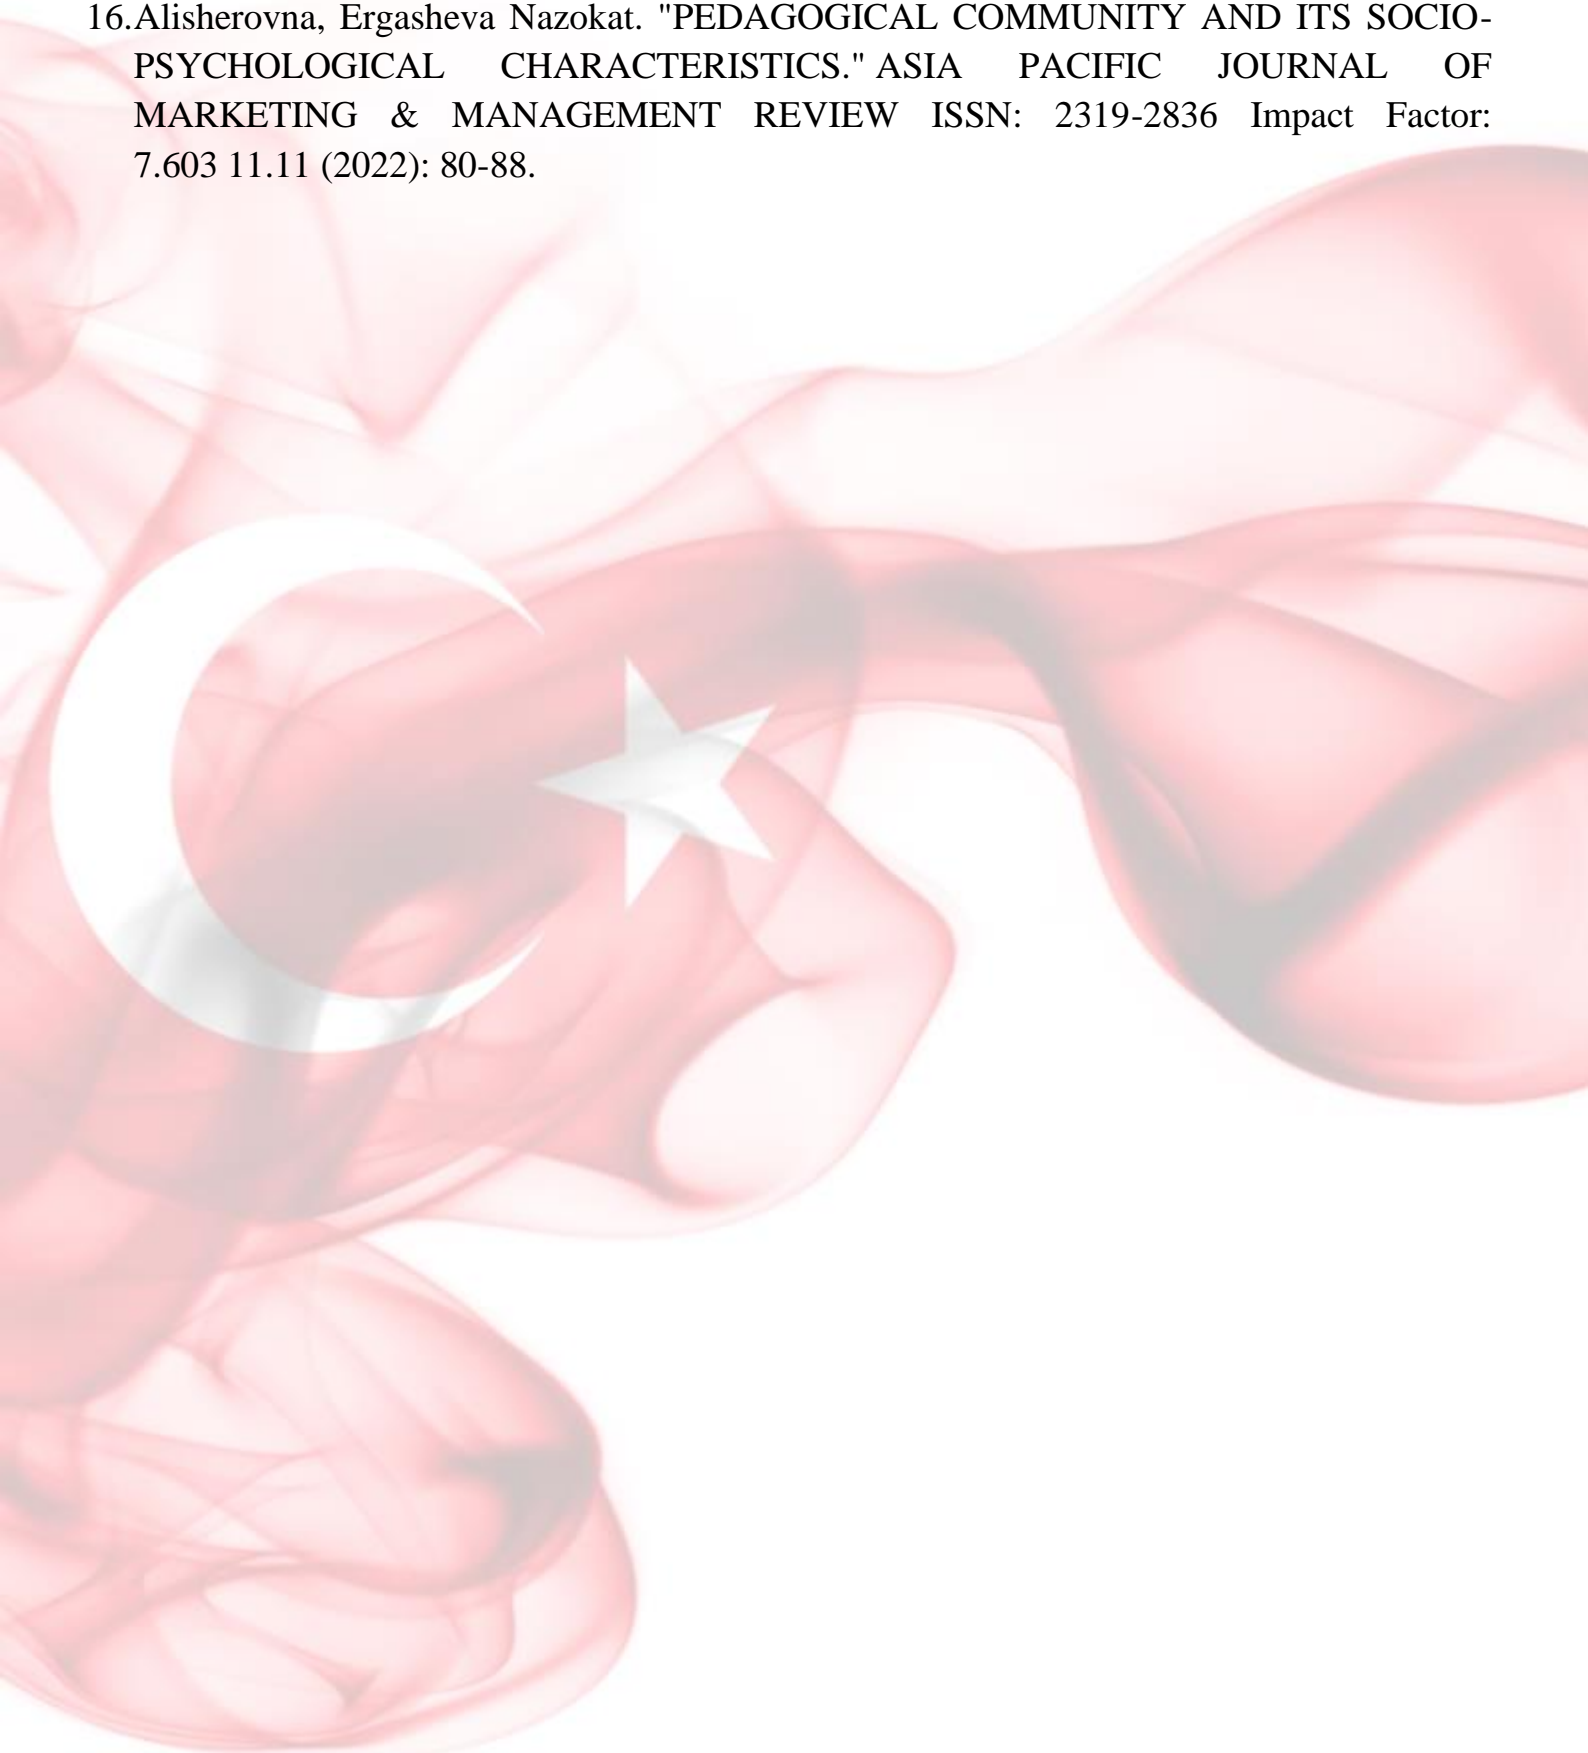 16.Alisherovna, Ergasheva Nazokat. "PEDAGOGICAL COMMUNITY AND ITS SOCIO-
PSYCHOLOGICAL CHARACTERISTICS." ASIA PACIFIC JOURNAL OF
MARKETING & MANAGEMENT REVIEW ISSN: 2319-2836 Impact Factor:
7.603 11.11 (2022): 80-88.